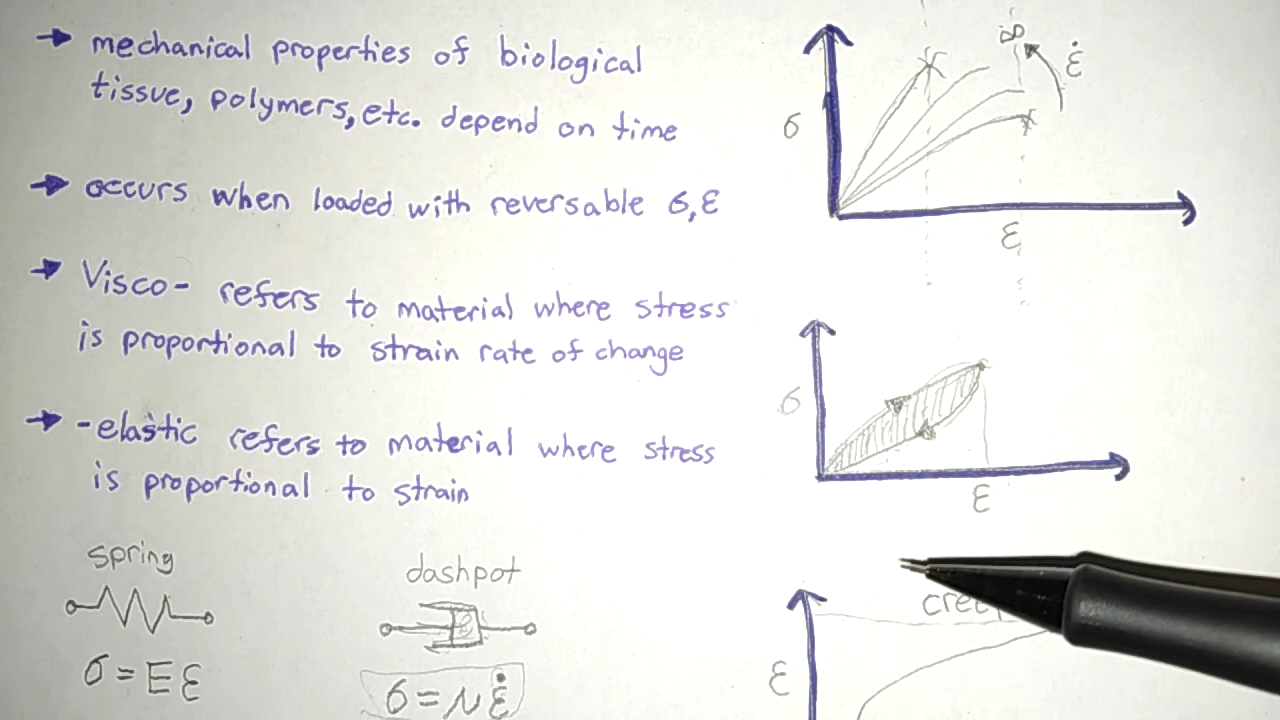 → mechanical properties of biological
tissue, polymers, etc. depend on time
→ occurs when loaded with reversable σ, ε
→ Visco- refers to material where stress
is proportional to strain rate of change
→ -elastic refers to material where stress
is proportional to strain
spring
σ = Eε
dashpot
σ = μ ε̇
σ
ε
∞
ε̇
σ
ε
ε